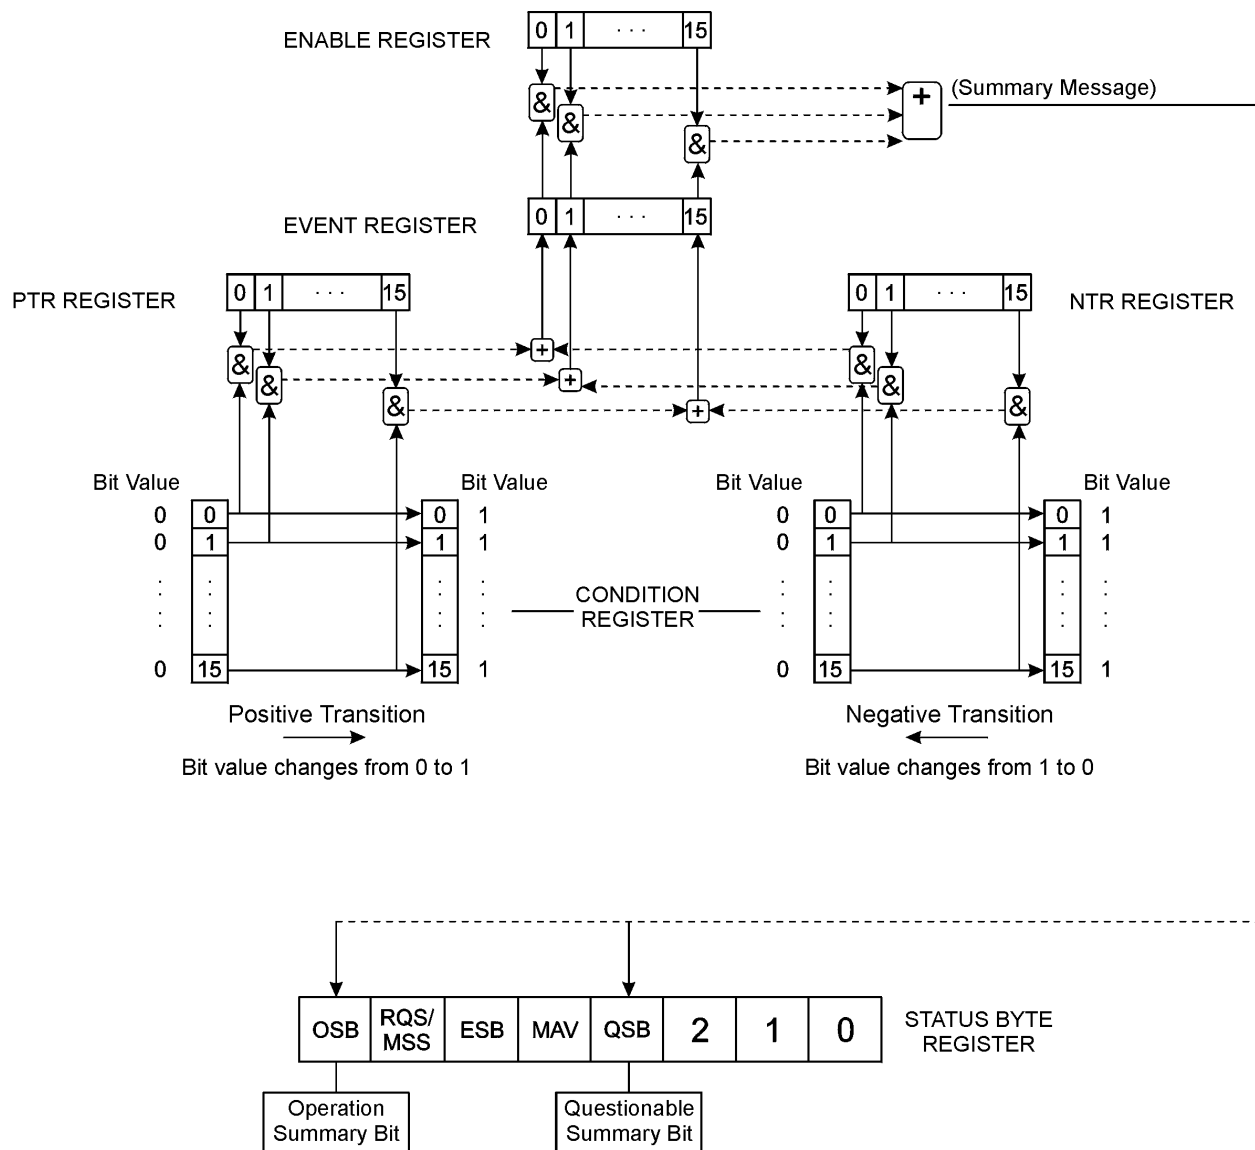 ENABLE REGISTER
0 1 · · · 15
& & &
+
(Summary Message)
EVENT REGISTER
0 1 · · · 15
PTR REGISTER
0 1 · · · 15
0 1 · · · 15
NTR REGISTER
& & &
+ + +
& & &
Bit Value
0
0
·
·
·
·
0
0
1
·
·
·
·
15
0
1
·
·
·
·
15
Bit Value
1
1
·
·
·
·
1
CONDITION
REGISTER
Bit Value
0
0
·
·
·
·
0
0
1
·
·
·
·
15
0
1
·
·
·
·
15
Bit Value
1
1
·
·
·
·
1
Positive Transition
Bit value changes from 0 to 1
Negative Transition
Bit value changes from 1 to 0
OSB RQS/ ESB MAV QSB 2 1 0
MSS
STATUS BYTE
REGISTER
Operation
Summary Bit
Questionable
Summary Bit